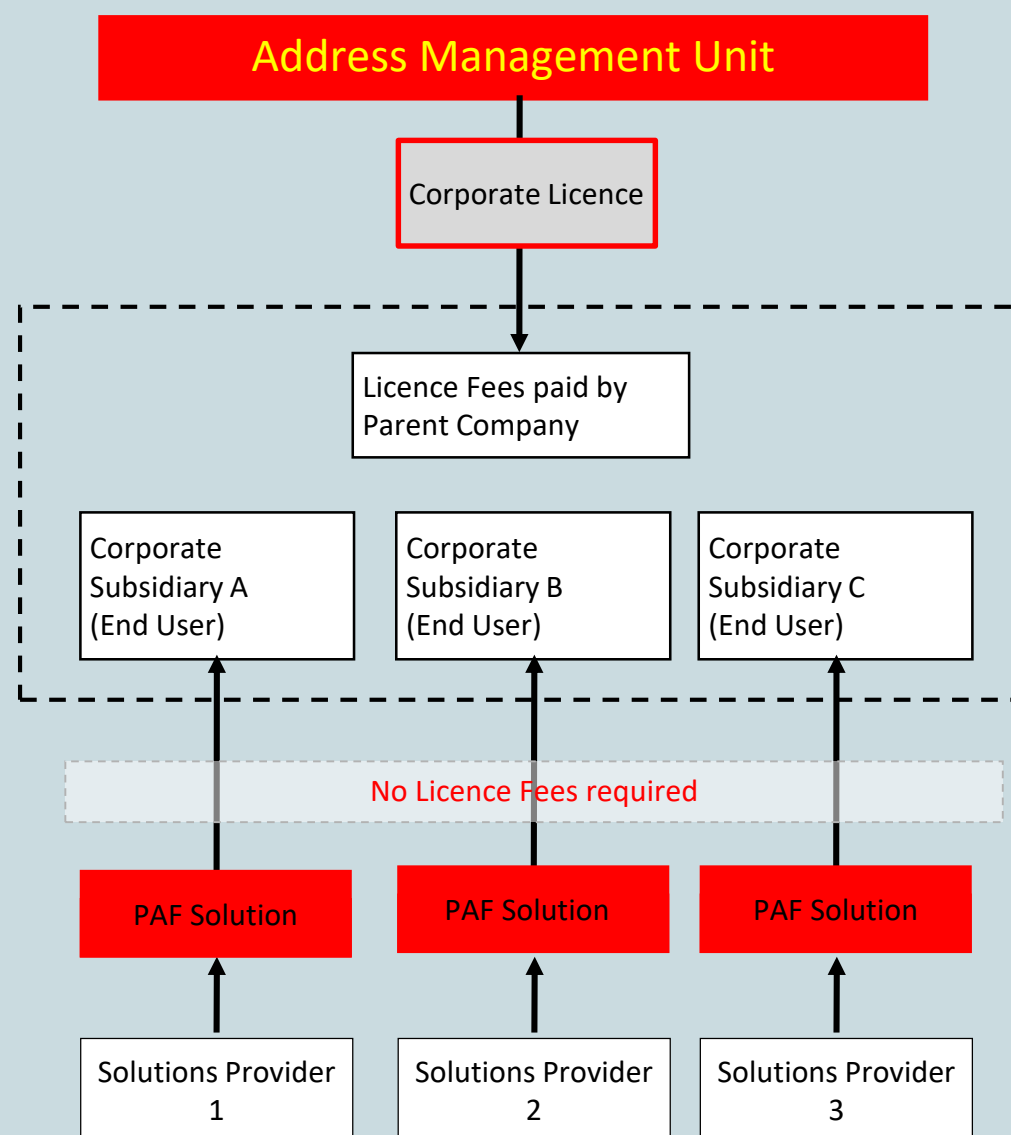 Address Management Unit
Corporate Licence
Licence Fees paid by
Parent Company
Corporate
Subsidiary A
(End User)
Corporate
Subsidiary B
(End User)
Corporate
Subsidiary C
(End User)
No Licence Fees required
PAF Solution
PAF Solution
PAF Solution
Solutions Provider
1
Solutions Provider
2
Solutions Provider
3